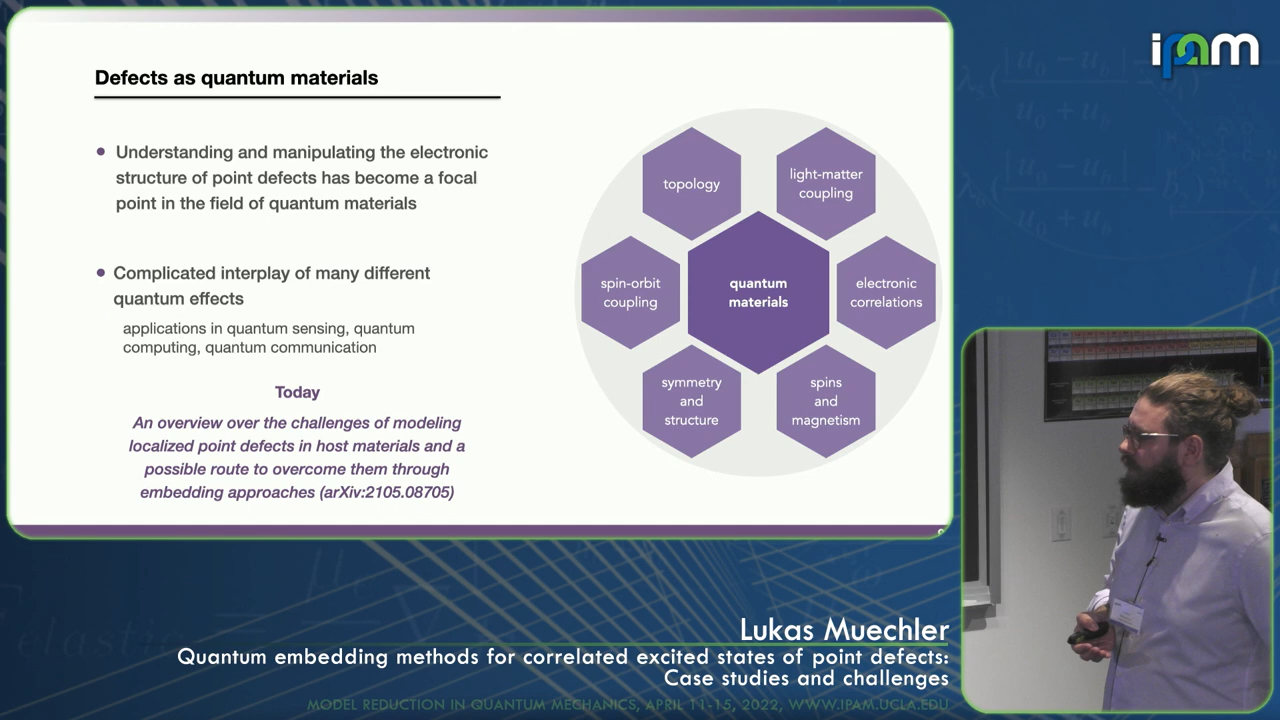 ipam
Defects as quantum materials
Understanding and manipulating the electronic
structure of point defects has become a focal
point in the field of quantum materials
Complicated interplay of many different
quantum effects
applications in quantum sensing, quantum
computing, quantum communication
Today
An overview over the challenges of modeling
localized point defects in host materials and a
possible route to overcome them through
embedding approaches (arXiv:2105.08705)
topology
light-matter
coupling
spin-orbit
coupling
quantum
materials
electronic
correlations
symmetry
and
structure
spins
and
magnetism
Lukas Muechler
Quantum embedding methods for correlated excited states of point defects:
Case studies and challenges
MODEL REDUCTION IN QUANTUM MECHANICS, APRIL 11-15, 2022, WWW.IPAM.UCLA.EDU